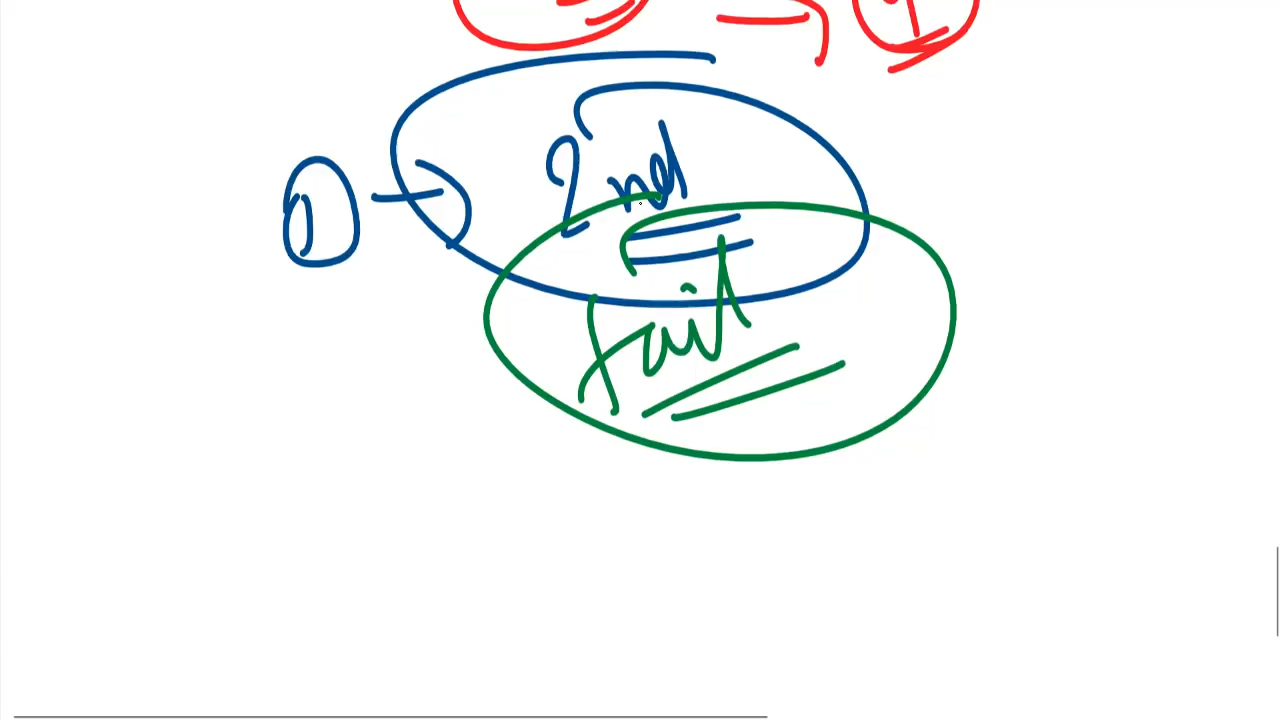 ① → 2nd
fail